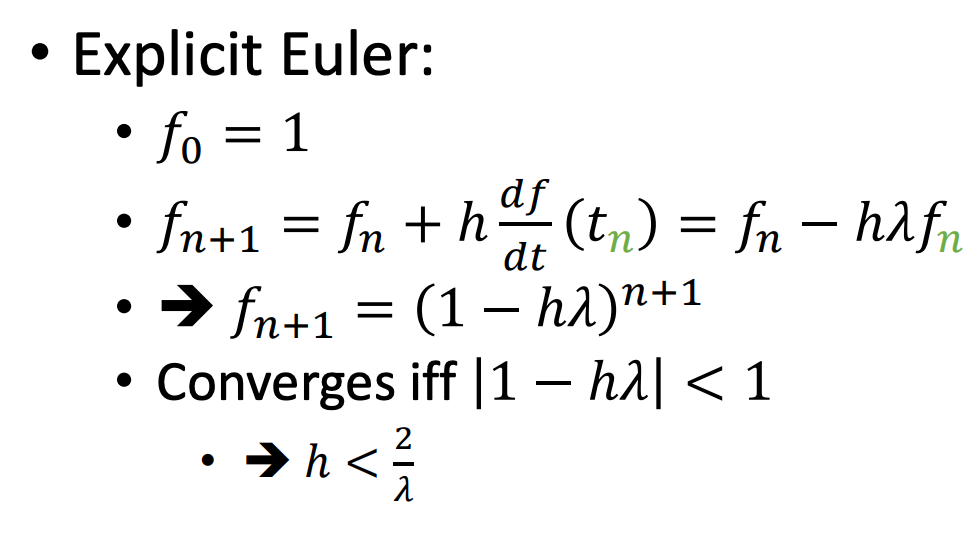 • Explicit Euler:
• f₀ = 1
• fₙ₊₁ = fₙ + h df/dt (tₙ) = fₙ − hλfₙ
• ➔ fₙ₊₁ = (1 − hλ)ⁿ⁺¹
• Converges iff |1 − hλ| < 1
• ➔ h < 2/λ